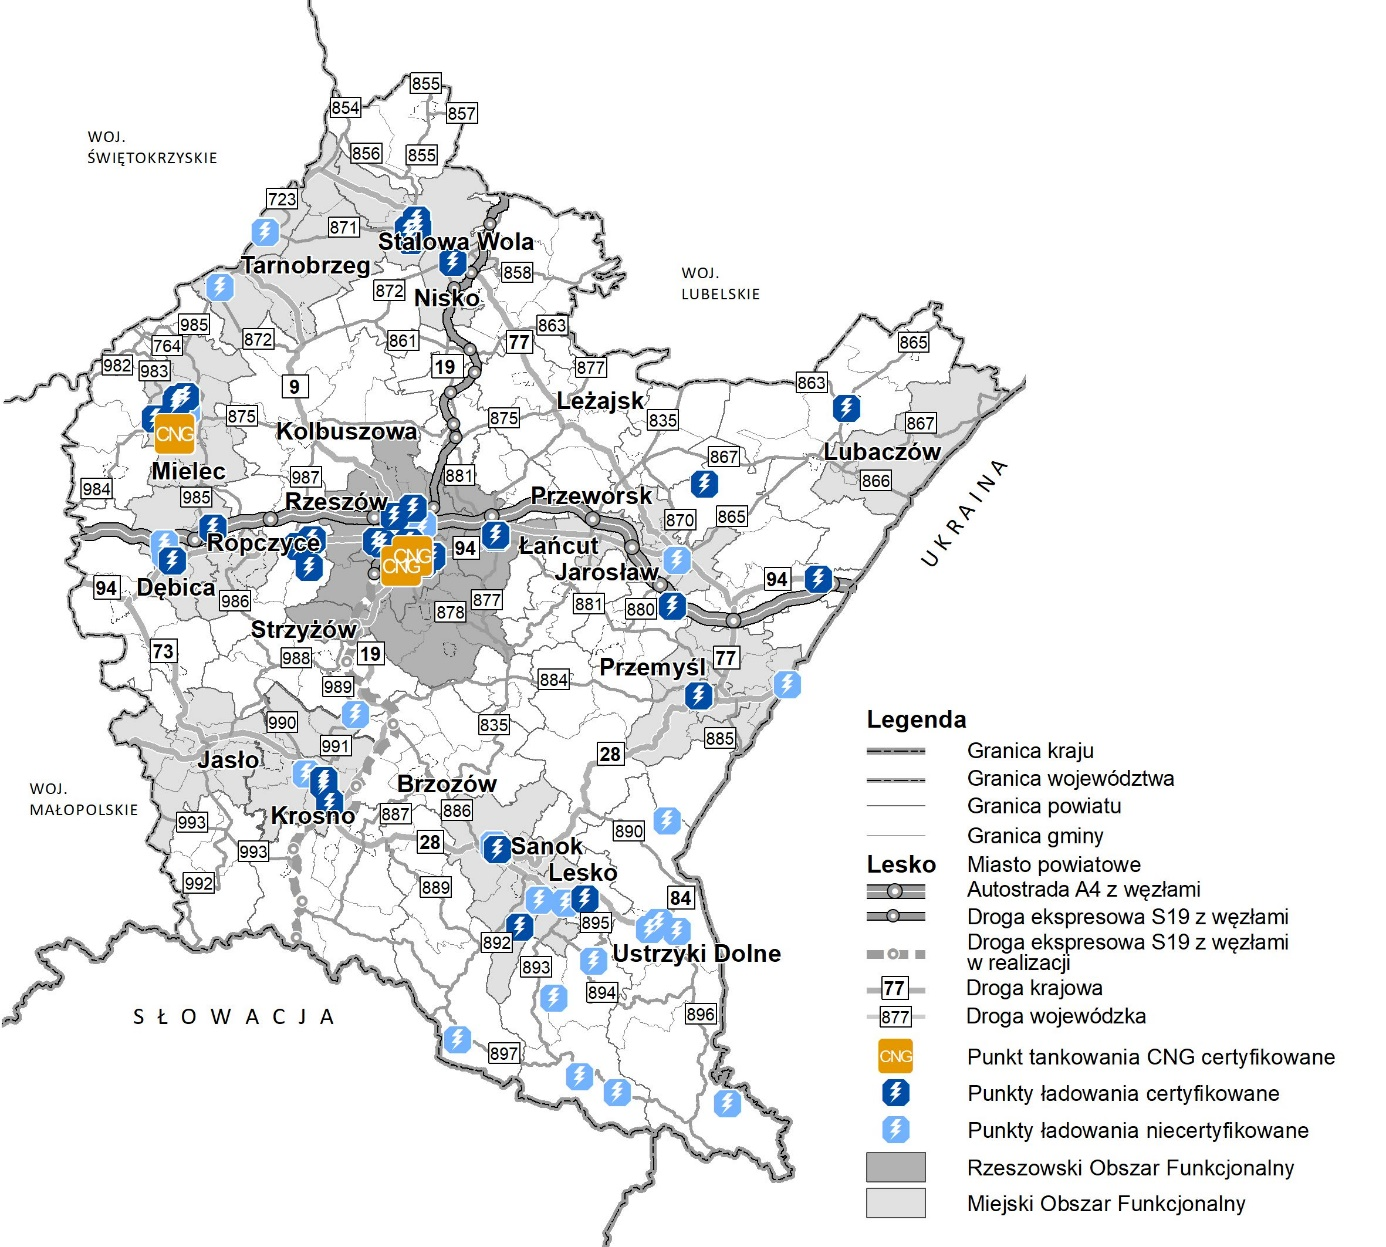 855
854
857
WOJ.
ŚWIĘTOKRZYSKIE
856
855
723
871
Stalowa Wola
Tarnobrzeg
858
WOJ.
LUBELSKIE
872
Nisko
985
863
872
861
77
764
865
982
983
19
877
863
9
Leżajsk
875
875
835
867
CNG
Kolbuszowa
Lubaczów
867
Mielec
987
881
866
984
985
Rzeszów
Przeworsk
870
865
UKRAINA
Ropczyce
94
Łańcut
CNG
CNG
Jarosław
94
94
Dębica
986
877
881
880
878
Strzyżów
73
19
988
Przemyśl
77
989
884
990
835
885
Legenda
991
28
Granica kraju
Jasło
Granica województwa
WOJ.
MAŁOPOLSKIE
Brzozów
Granica powiatu
Krosno
887
886
993
890
Granica gminy
28
Sanok
993
Lesko
Lesko
Miasto powiatowe
992
889
84
Autostrada A4 z węzłami
895
Droga ekspresowa S19 z węzłami
892
Ustrzyki Dolne
Droga ekspresowa S19 z węzłami
w realizacji
893
894
77
Droga krajowa
SŁOWACJA
896
877
Droga wojewódzka
897
CNG
Punkt tankowania CNG certyfikowane
Punkty ładowania certyfikowane
Punkty ładowania niecertyfikowane
Rzeszowski Obszar Funkcjonalny
Miejski Obszar Funkcjonalny